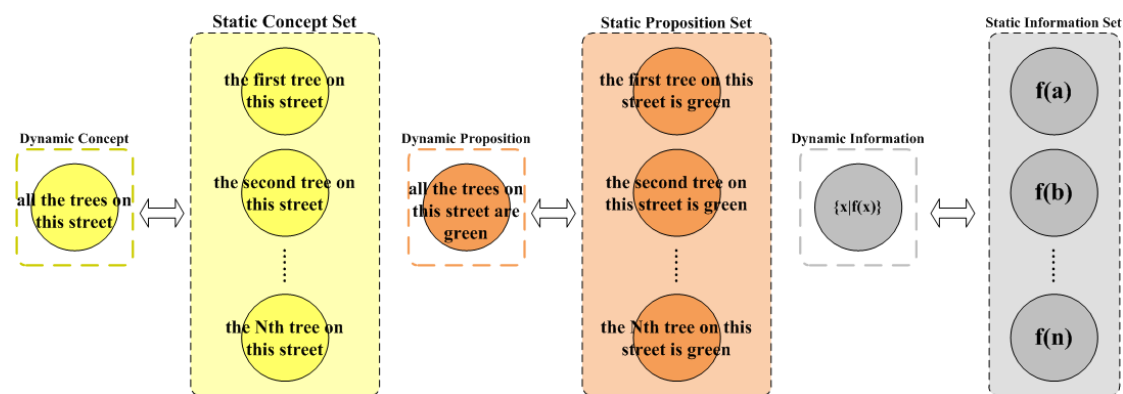 Static Concept Set
the first tree on
this street
Dynamic Concept
all the trees on
this street
the second tree on
this street
......
the Nth tree on
this street
Static Proposition Set
the first tree on this
street is green
Dynamic Proposition
all the trees on
this street are
green
the second tree on
this street is green
......
the Nth tree on this
street is green
Static Information Set
f(a)
Dynamic Information
{x|f(x)}
f(b)
......
f(n)